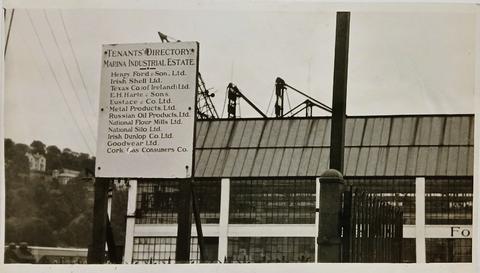 TENANTS' DIRECTORY
MARINA INDUSTRIAL ESTATE.
HENRY FORD & SON, LTD.
IRISH SHELL LTD.
TEXAS CO. (OF IRELAND) LTD.
E.H. HARTE & SONS.
EUSTACE & CO. LTD.
METAL PRODUCTS, LTD.
RUSSIAN OIL PRODUCTS, LTD.
NATIONAL FLOUR MILLS LTD.
NATIONAL SILO LTD.
IRISH DUNLOP CO. LTD.
GOODWEAR LTD.
CORK GAS CONSUMERS CO.
FO